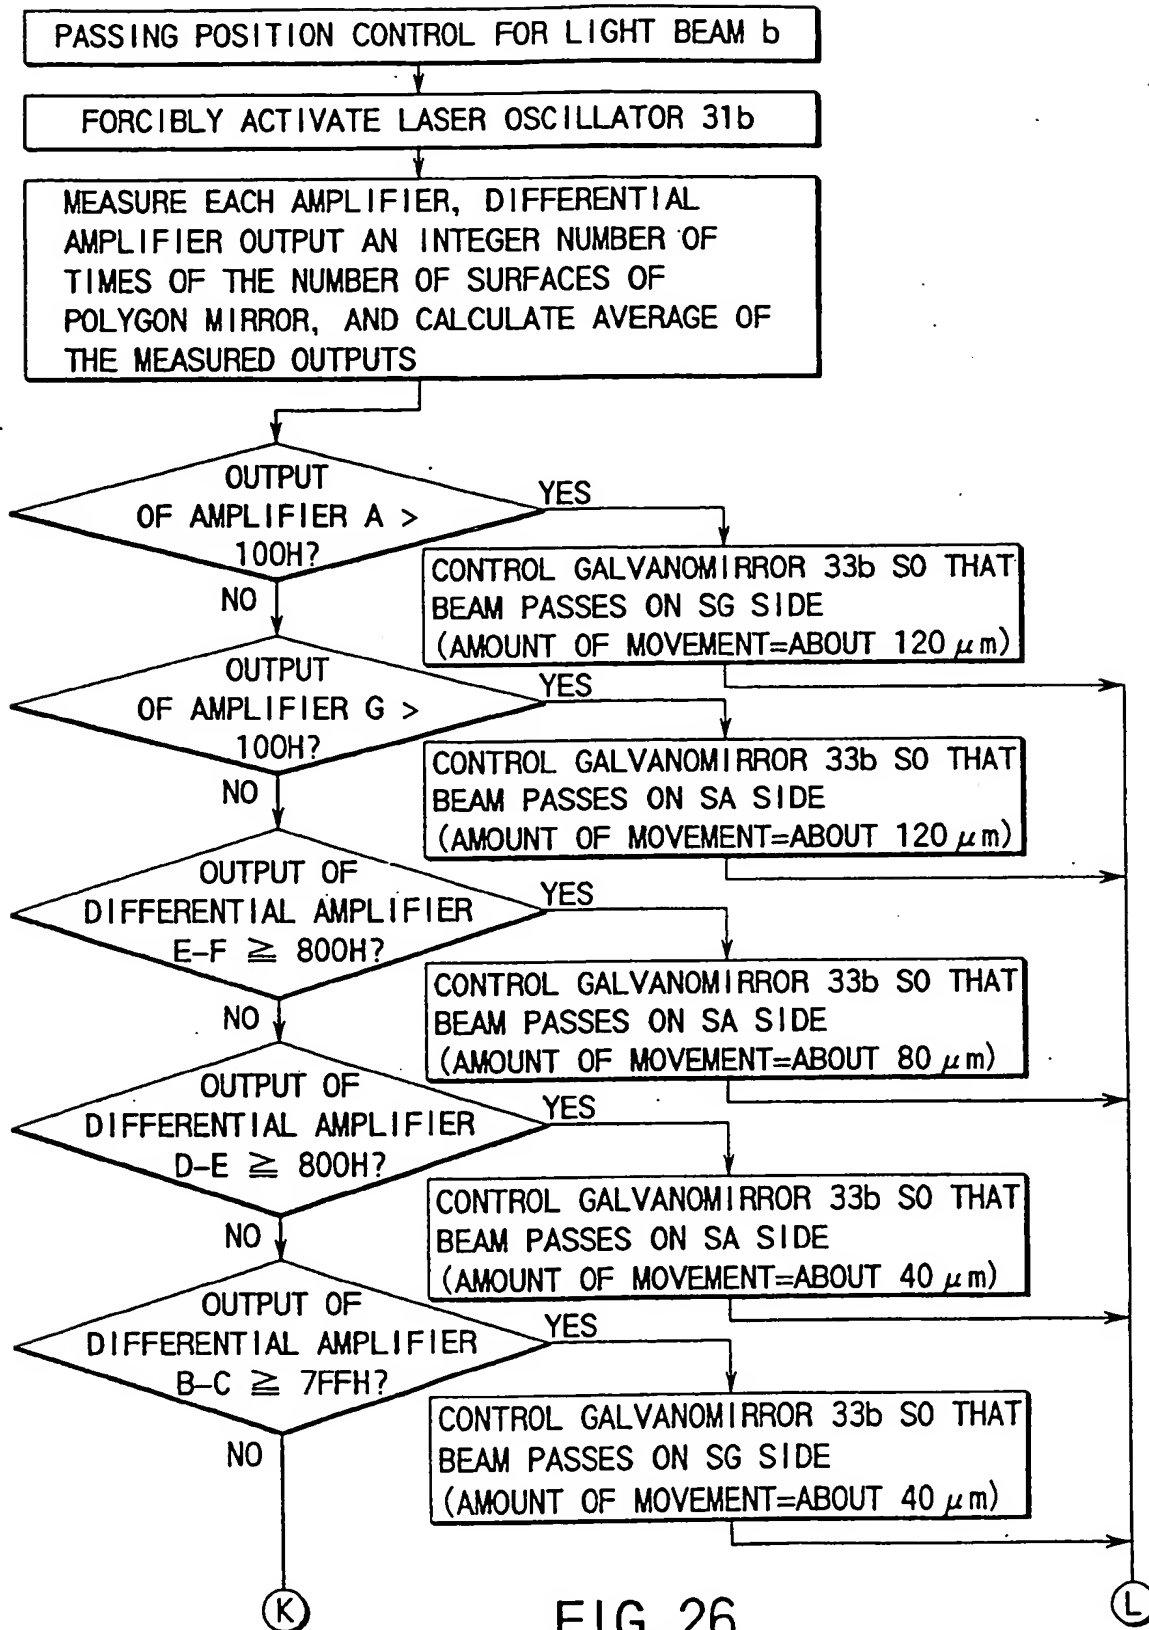 PASSING POSITION CONTROL FOR LIGHT BEAM b
FORCIBLY ACTIVATE LASER OSCILLATOR 31b
MEASURE EACH AMPLIFIER, DIFFERENTIAL
AMPLIFIER OUTPUT AN INTEGER NUMBER OF
TIMES OF THE NUMBER OF SURFACES OF
POLYGON MIRROR, AND CALCULATE AVERAGE OF
THE MEASURED OUTPUTS
OUTPUT
OF AMPLIFIER A >
100H?
YES
NO
CONTROL GALVANOMIRROR 33b SO THAT
BEAM PASSES ON SG SIDE
(AMOUNT OF MOVEMENT=ABOUT 120 μm)
OUTPUT
OF AMPLIFIER G >
100H?
YES
NO
CONTROL GALVANOMIRROR 33b SO THAT
BEAM PASSES ON SA SIDE
(AMOUNT OF MOVEMENT=ABOUT 120 μm)
OUTPUT OF
DIFFERENTIAL AMPLIFIER
E-F ≧ 800H?
YES
NO
CONTROL GALVANOMIRROR 33b SO THAT
BEAM PASSES ON SA SIDE
(AMOUNT OF MOVEMENT=ABOUT 80 μm)
OUTPUT OF
DIFFERENTIAL AMPLIFIER
D-E ≧ 800H?
YES
NO
CONTROL GALVANOMIRROR 33b SO THAT
BEAM PASSES ON SA SIDE
(AMOUNT OF MOVEMENT=ABOUT 40 μm)
OUTPUT OF
DIFFERENTIAL AMPLIFIER
B-C ≧ 7FFH?
YES
NO
CONTROL GALVANOMIRROR 33b SO THAT
BEAM PASSES ON SG SIDE
(AMOUNT OF MOVEMENT=ABOUT 40 μm)
K
L
FIG. 26